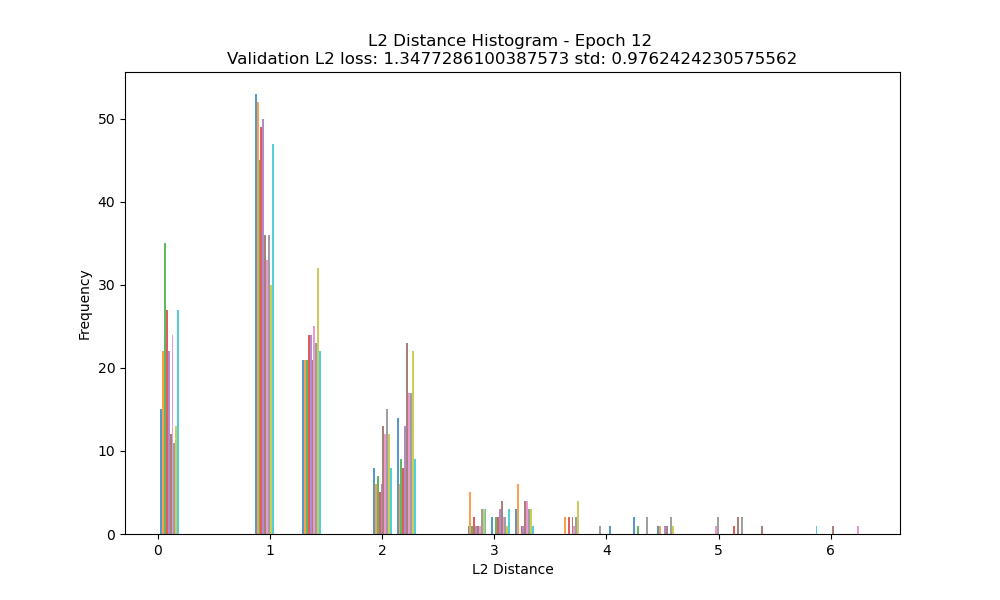 L2 Distance Histogram - Epoch 12
Validation L2 loss: 1.3477286100387573 std: 0.9762424230575562
Frequency
50
40
30
20
10
0
0 1 2 3 4 5 6
L2 Distance